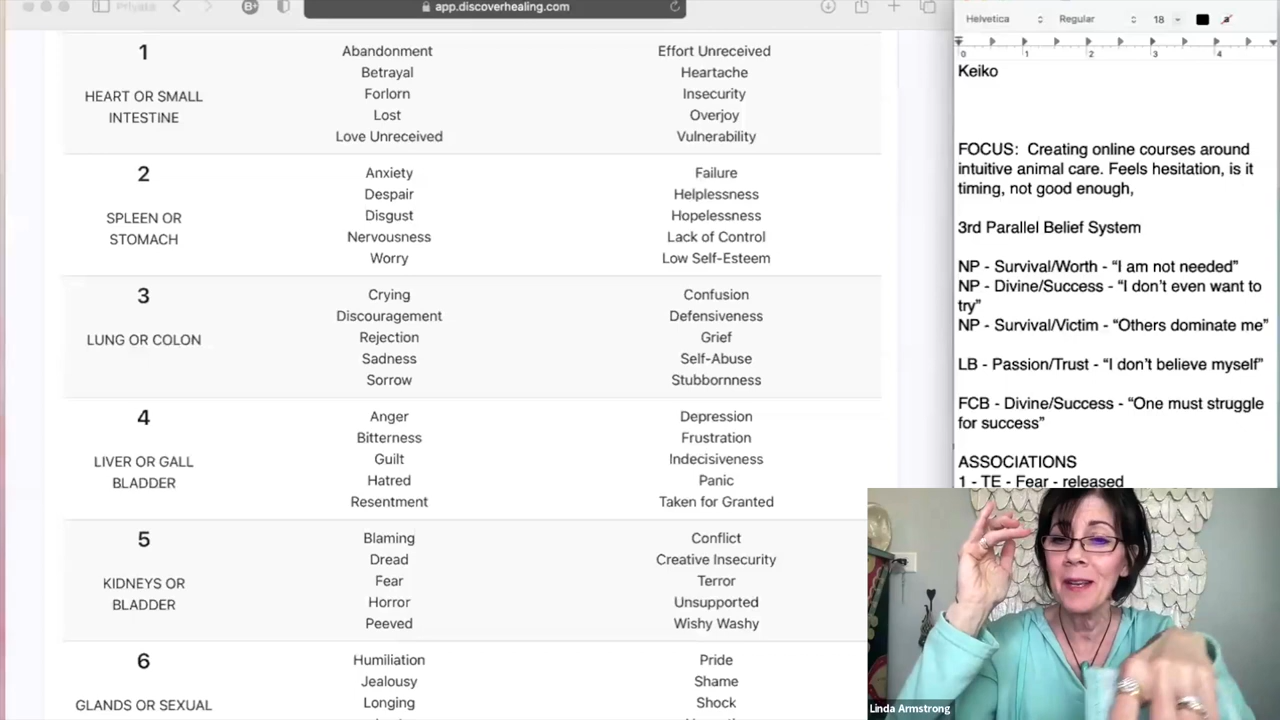 Private
app.discoverhealing.com
1
HEART OR SMALL
INTESTINE
Abandonment
Betrayal
Forlorn
Lost
Love Unreceived
Effort Unreceived
Heartache
Insecurity
Overjoy
Vulnerability
2
SPLEEN OR
STOMACH
Anxiety
Despair
Disgust
Nervousness
Worry
Failure
Helplessness
Hopelessness
Lack of Control
Low Self-Esteem
3
LUNG OR COLON
Crying
Discouragement
Rejection
Sadness
Sorrow
Confusion
Defensiveness
Grief
Self-Abuse
Stubbornness
4
LIVER OR GALL
BLADDER
Anger
Bitterness
Guilt
Hatred
Resentment
Depression
Frustration
Indecisiveness
Panic
Taken for Granted
5
KIDNEYS OR
BLADDER
Blaming
Dread
Fear
Horror
Peeved
Conflict
Creative Insecurity
Terror
Unsupported
Wishy Washy
6
GLANDS OR SEXUAL
Humiliation
Jealousy
Longing
Pride
Shame
Shock
Helvetica Regular 18
0 1 2 3 4
Keiko
FOCUS:  Creating online courses around
intuitive animal care. Feels hesitation, is it
timing, not good enough,
3rd Parallel Belief System
NP - Survival/Worth - “I am not needed”
NP - Divine/Success - “I don’t even want to
try”
NP - Survival/Victim - “Others dominate me”
LB - Passion/Trust - “I don’t believe myself”
FCB - Divine/Success - “One must struggle
for success”
ASSOCIATIONS
1 - TE - Fear - released
Linda Armstrong